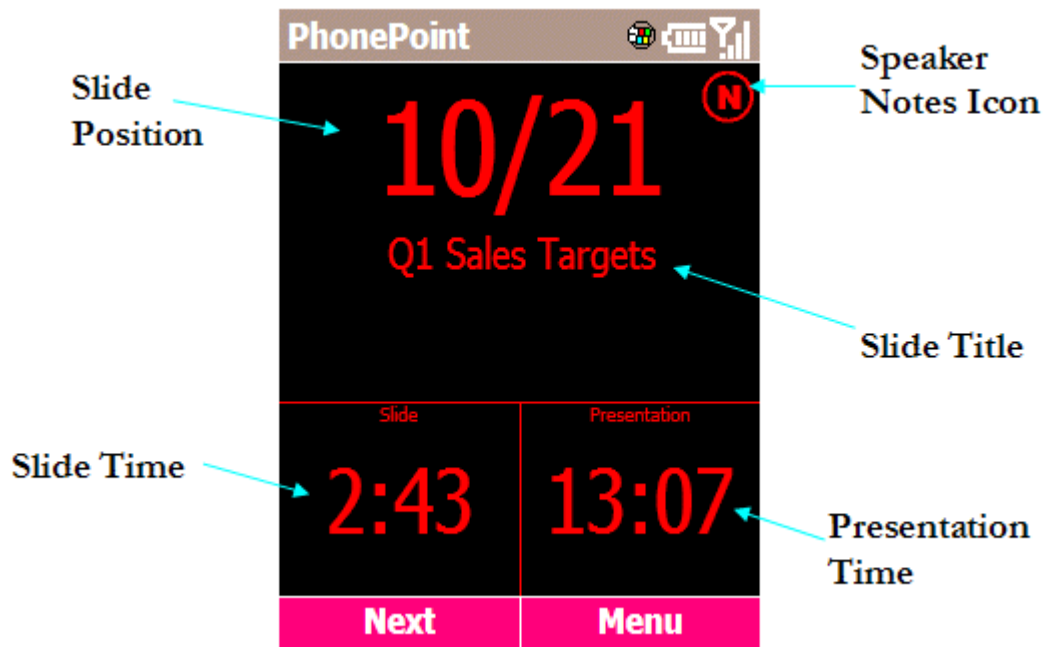 PhonePoint
Slide
Position
10/21
N
Speaker
Notes Icon
Q1 Sales Targets
Slide Title
Slide
Presentation
Slide Time
2:43
13:07
Presentation
Time
Next
Menu